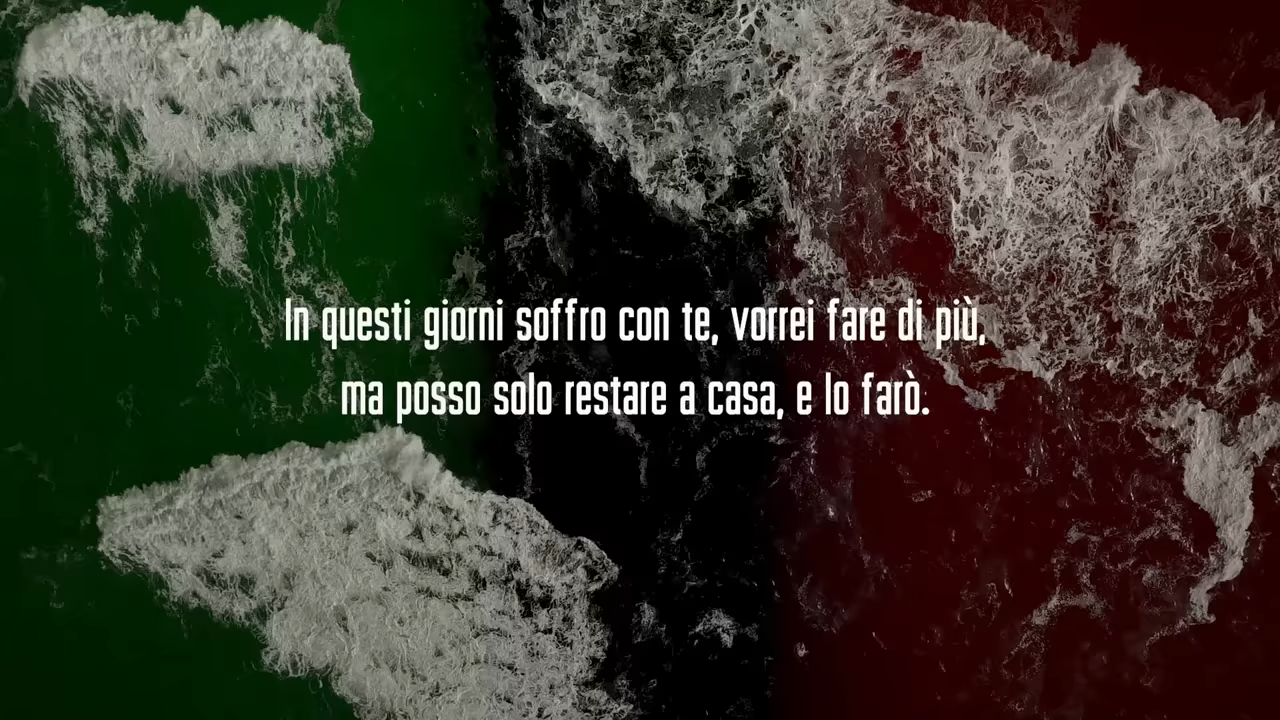 In questi giorni soffro con te, vorrei fare di più,
ma posso solo restare a casa, e lo farò.